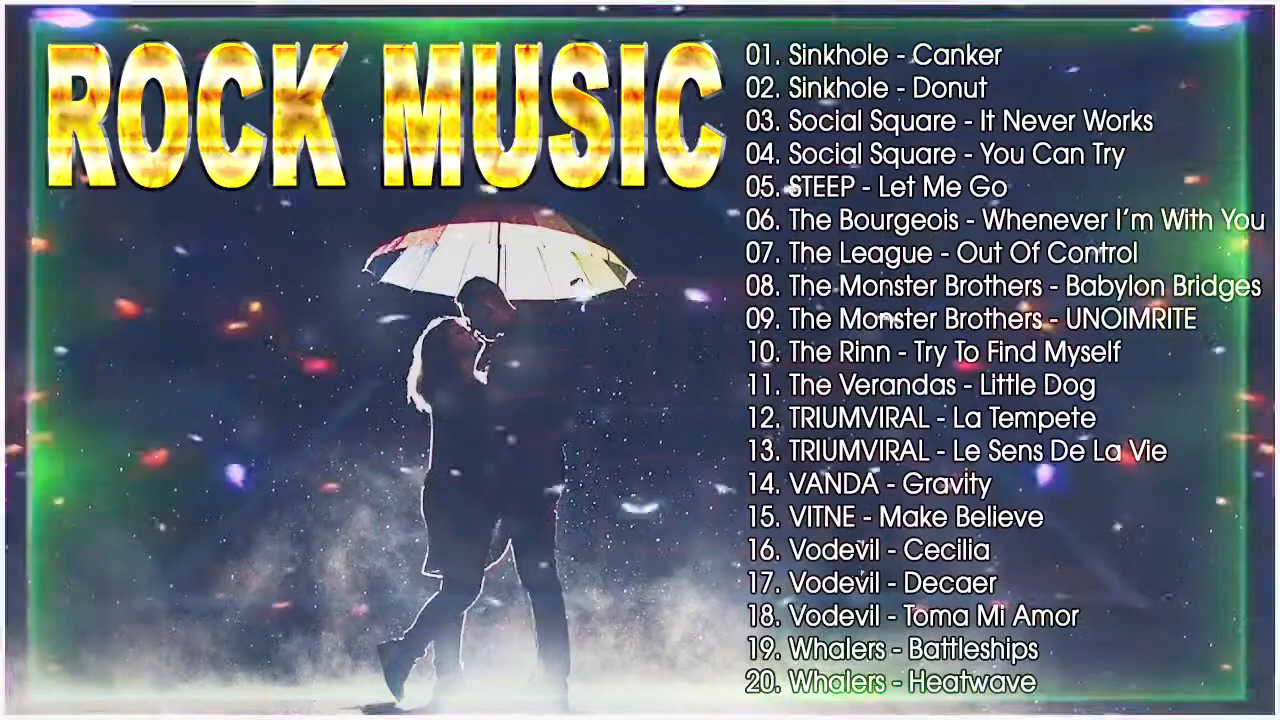 ROCK MUSIC
01. Sinkhole - Canker
02. Sinkhole - Donut
03. Social Square - It Never Works
04. Social Square - You Can Try
05. STEEP - Let Me Go
06. The Bourgeois - Whenever I'm With You
07. The League - Out Of Control
08. The Monster Brothers - Babylon Bridges
09. The Monster Brothers - UNOIMRITE
10. The Rinn - Try To Find Myself
11. The Verandas - Little Dog
12. TRIUMVIRAL - La Tempete
13. TRIUMVIRAL - Le Sens De La Vie
14. VANDA - Gravity
15. VITNE - Make Believe
16. Vodevil - Cecilia
17. Vodevil - Decaer
18. Vodevil - Toma Mi Amor
19. Whalers - Battleships
20. Whalers - Heatwave